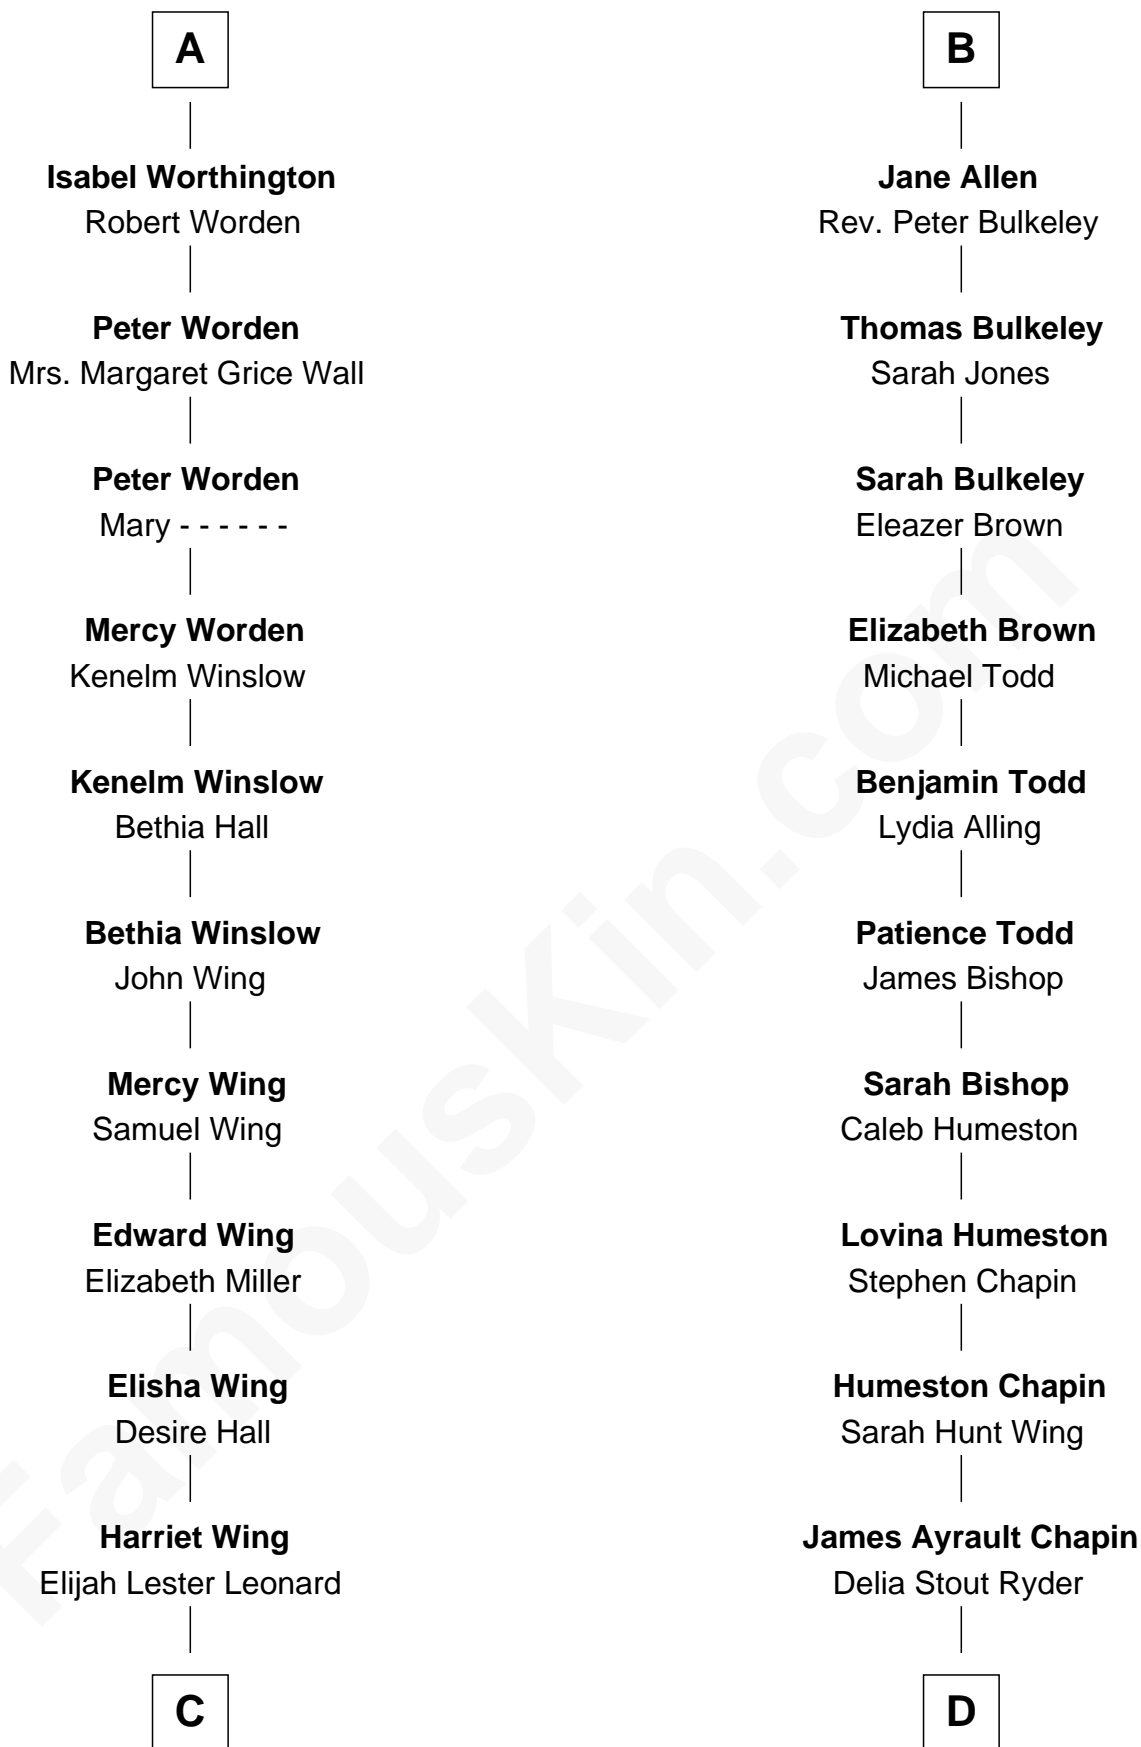 A
Isabel Worthington
Robert Worden
Peter Worden
Mrs. Margaret Grice Wall
Peter Worden
Mary - - - - - -
Mercy Worden
Kenelm Winslow
Kenelm Winslow
Bethia Hall
Bethia Winslow
John Wing
Mercy Wing
Samuel Wing
Edward Wing
Elizabeth Miller
Elisha Wing
Desire Hall
Harriet Wing
Elijah Lester Leonard
C
B
Jane Allen
Rev. Peter Bulkeley
Thomas Bulkeley
Sarah Jones
Sarah Bulkeley
Eleazer Brown
Elizabeth Brown
Michael Todd
Benjamin Todd
Lydia Alling
Patience Todd
James Bishop
Sarah Bishop
Caleb Humeston
Lovina Humeston
Stephen Chapin
Humeston Chapin
Sarah Hunt Wing
James Ayrault Chapin
Delia Stout Ryder
D
FamousKin.com